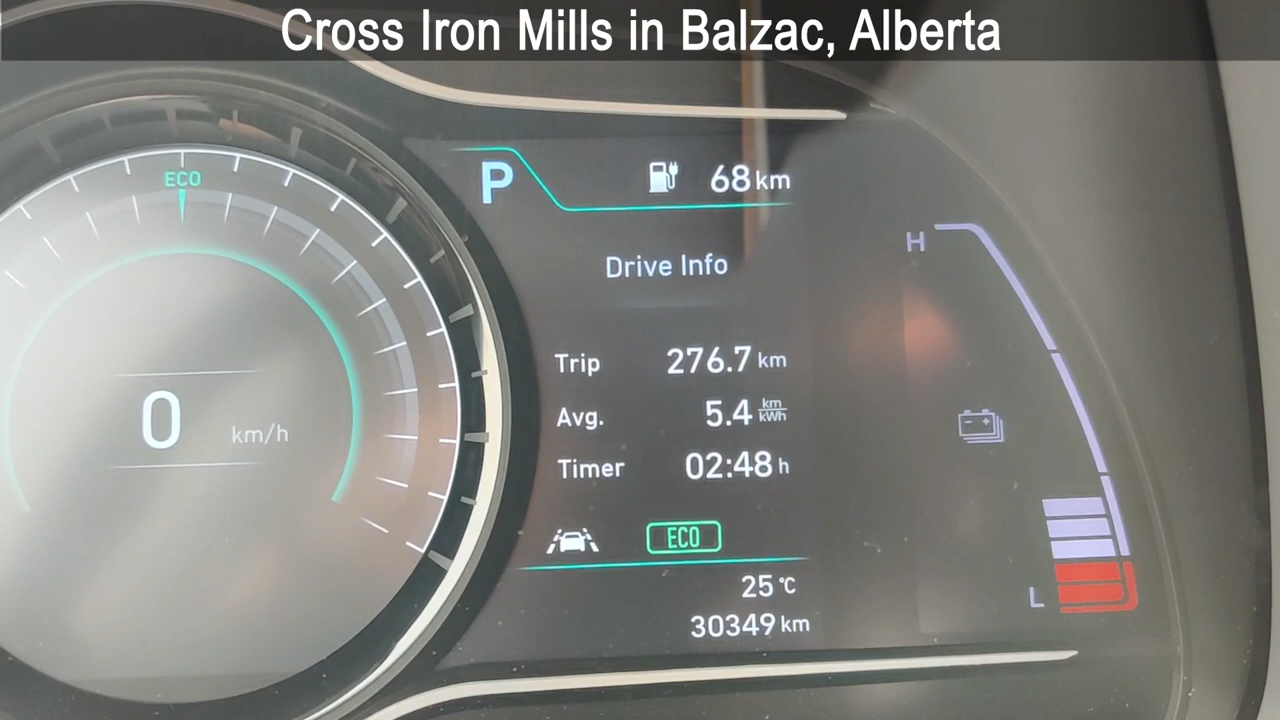 Cross Iron Mills in Balzac, Alberta
P 68 km
ECO
Drive Info
H
Trip 276.7 km
Avg. 5.4 km/kWh
0 km/h
Timer 02:48 h
ECO
25 °C
L
30349 km